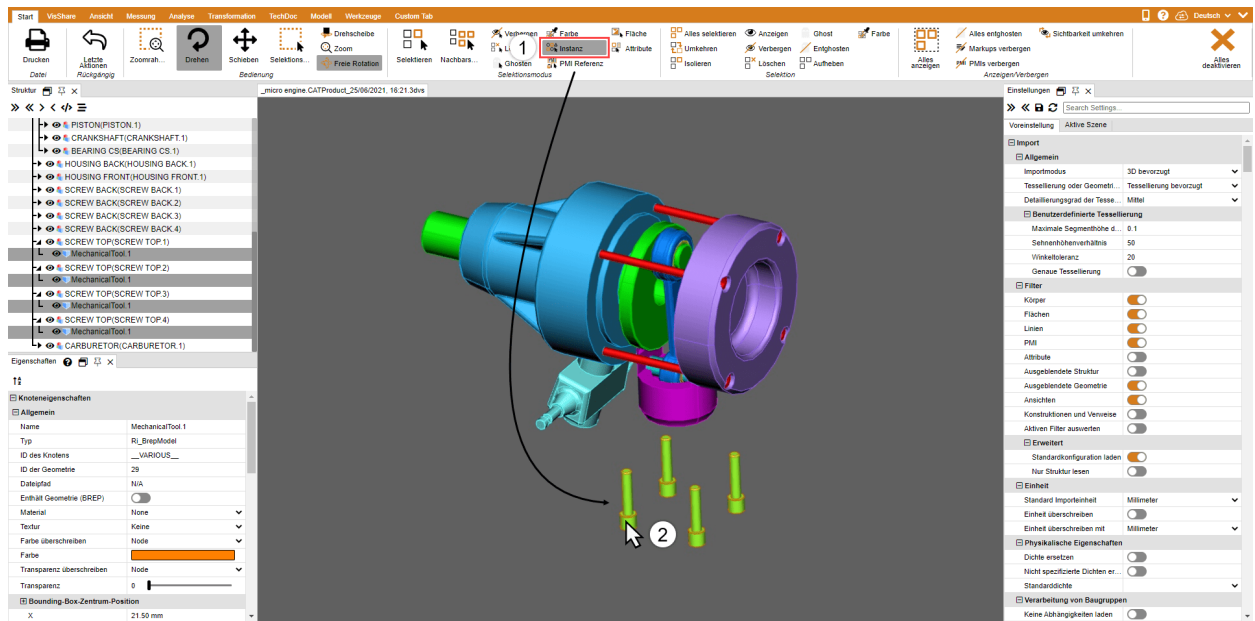 Start VisShare Ansicht Messung Analyse Transformation TechDoc Modell Werkzeuge Custom Tab Deutsch
Drucken
Letzte Aktionen
Zoomrah...
Drehen
Schieben
Selektions...
Drehscheibe
Zoom
Freie Rotation
Selektieren
Nachbars...
Verbergen
Ghosten
1
Farbe
Instanz
PMI Referenz
Fläche
Attribute
Alles selektieren
Umkehren
Isolieren
Anzeigen
Verbergen
Löschen
Ghost
Entghosten
Aufheben
Farbe
Alles anzeigen
Alles entghosten
Markups verbergen
PMIs verbergen
Sichtbarkeit umkehren
Alles deaktivieren
Datei Rückgängig Bedienung Selektionsmodus Selektion Anzeigen/Verbergen
Struktur
PISTON(PISTON.1)
CRANKSHAFT(CRANKSHAFT.1)
BEARING CS(BEARING CS.1)
HOUSING BACK(HOUSING BACK.1)
HOUSING FRONT(HOUSING FRONT.1)
SCREW BACK(SCREW BACK.1)
SCREW BACK(SCREW BACK.2)
SCREW BACK(SCREW BACK.3)
SCREW BACK(SCREW BACK.4)
SCREW TOP(SCREW TOP.1)
MechanicalTool.1
SCREW TOP(SCREW TOP.2)
MechanicalTool.1
SCREW TOP(SCREW TOP.3)
MechanicalTool.1
SCREW TOP(SCREW TOP.4)
MechanicalTool.1
CARBURETOR(CARBURETOR.1)
Eigenschaften
Knoteneigenschaften
Allgemein
Name MechanicalTool.1
Typ Ri_BrepModel
ID des Knotens __VARIOUS__
ID der Geometrie 29
Dateipfad N/A
Enthält Geometrie (BREP)
Material None
Textur Keine
Farbe überschreiben Node
Farbe
Transparenz überschreiben Node
Transparenz 0
Bounding-Box-Zentrum-Position
X 21.50 mm
_micro engine.CATProduct_25/06/2021, 16:21.3dvs
2
Einstellungen
Search Settings...
Voreinstellung Aktive Szene
Import
Allgemein
Importmodus 3D bevorzugt
Tessellierung oder Geometri... Tessellierung bevorzugt
Detaillierungsgrad der Tesse... Mittel
Benutzerdefinierte Tessellierung
Maximale Segmenthöhe d... 0.1
Sehnenhöhenverhältnis 50
Winkeltoleranz 20
Genaue Tessellierung
Filter
Körper
Flächen
Linien
PMI
Attribute
Ausgeblendete Struktur
Ausgeblendete Geometrie
Ansichten
Konstruktionen und Verweise
Aktiven Filter auswerten
Erweitert
Standardkonfiguration laden
Nur Struktur lesen
Einheit
Standard Importeinheit Millimeter
Einheit überschreiben
Einheit überschreiben mit Millimeter
Physikalische Eigenschaften
Dichte ersetzen
Nicht spezifizierte Dichten er...
Standarddichte
Verarbeitung von Baugruppen
Keine Abhängigkeiten laden